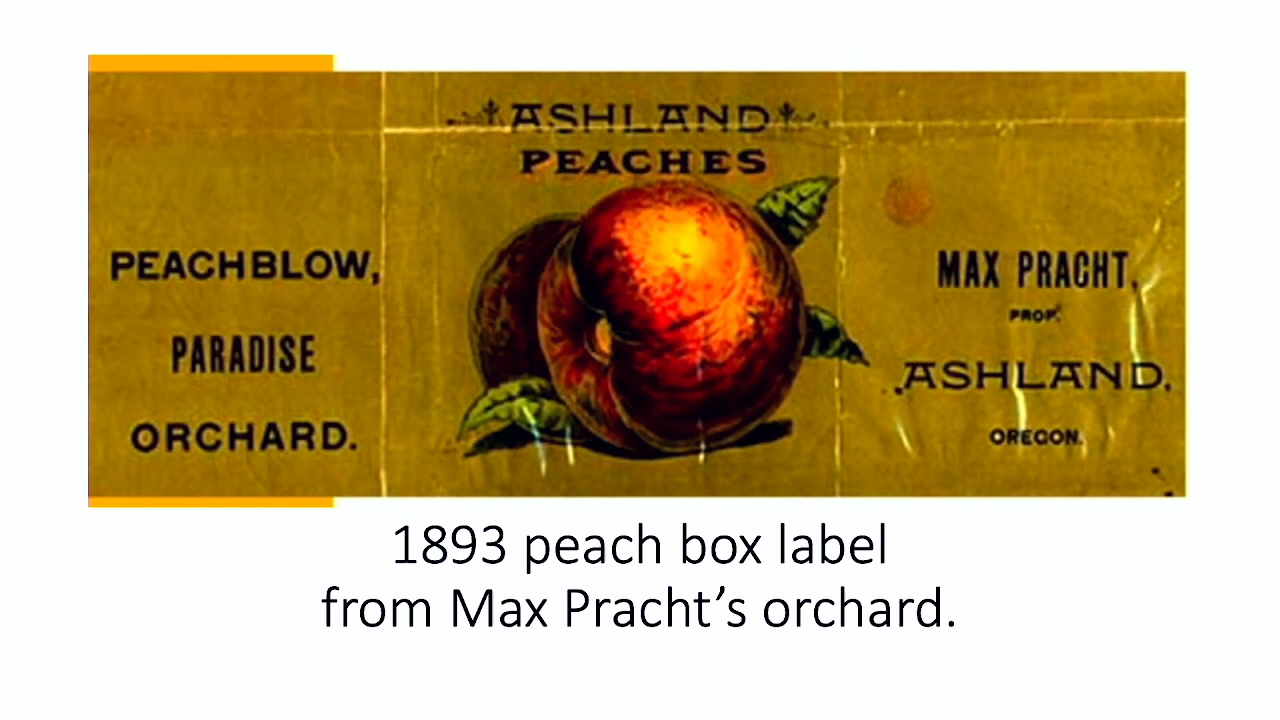 ASHLAND
PEACHES
PEACHBLOW,
PARADISE
ORCHARD.
MAX PRACHT,
PROP.
ASHLAND,
OREGON.
1893 peach box label
from Max Pracht’s orchard.